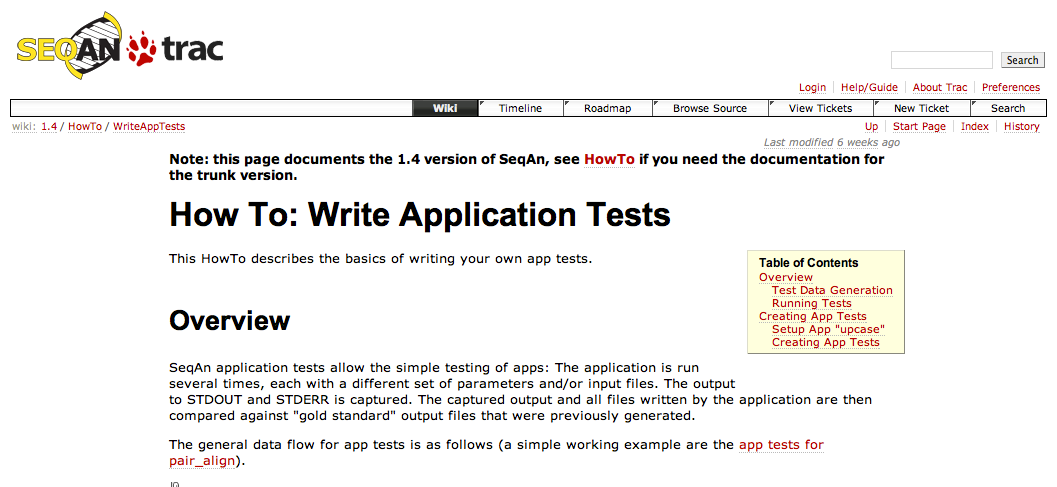 SEQAN trac
Search
Login Help/Guide About Trac Preferences
Wiki Timeline Roadmap Browse Source View Tickets New Ticket Search
wiki: 1.4 / HowTo / WriteAppTests
Up Start Page Index History
Last modified 6 weeks ago
Note: this page documents the 1.4 version of SeqAn, see HowTo if you need the documentation for
the trunk version.
How To: Write Application Tests
This HowTo describes the basics of writing your own app tests.
Table of Contents
Overview
Test Data Generation
Running Tests
Creating App Tests
Setup App "upcase"
Creating App Tests
Overview
SeqAn application tests allow the simple testing of apps: The application is run
several times, each with a different set of parameters and/or input files. The output
to STDOUT and STDERR is captured. The captured output and all files written by the application are then
compared against "gold standard" output files that were previously generated.
The general data flow for app tests is as follows (a simple working example are the app tests for
pair_align).